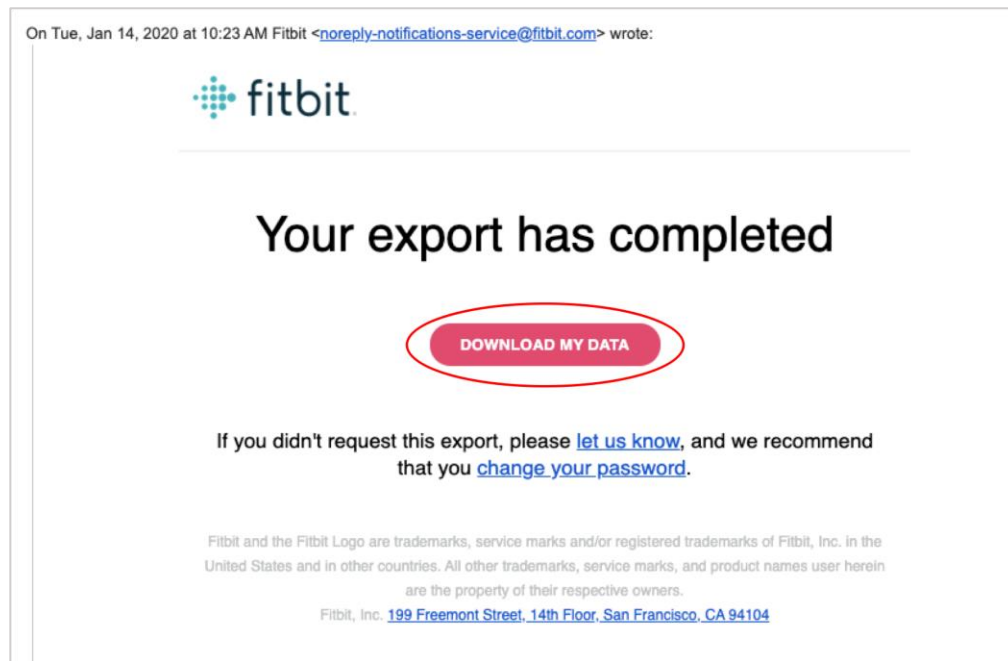 On Tue, Jan 14, 2020 at 10:23 AM Fitbit <noreply-notifications-service@fitbit.com> wrote:
fitbit.
Your export has completed
DOWNLOAD MY DATA
If you didn't request this export, please let us know, and we recommend
that you change your password.
Fitbit and the Fitbit Logo are trademarks, service marks and/or registered trademarks of Fitbit, Inc. in the
United States and in other countries. All other trademarks, service marks, and product names user herein
are the property of their respective owners.
Fitbit, Inc. 199 Freemont Street, 14th Floor, San Francisco, CA 94104